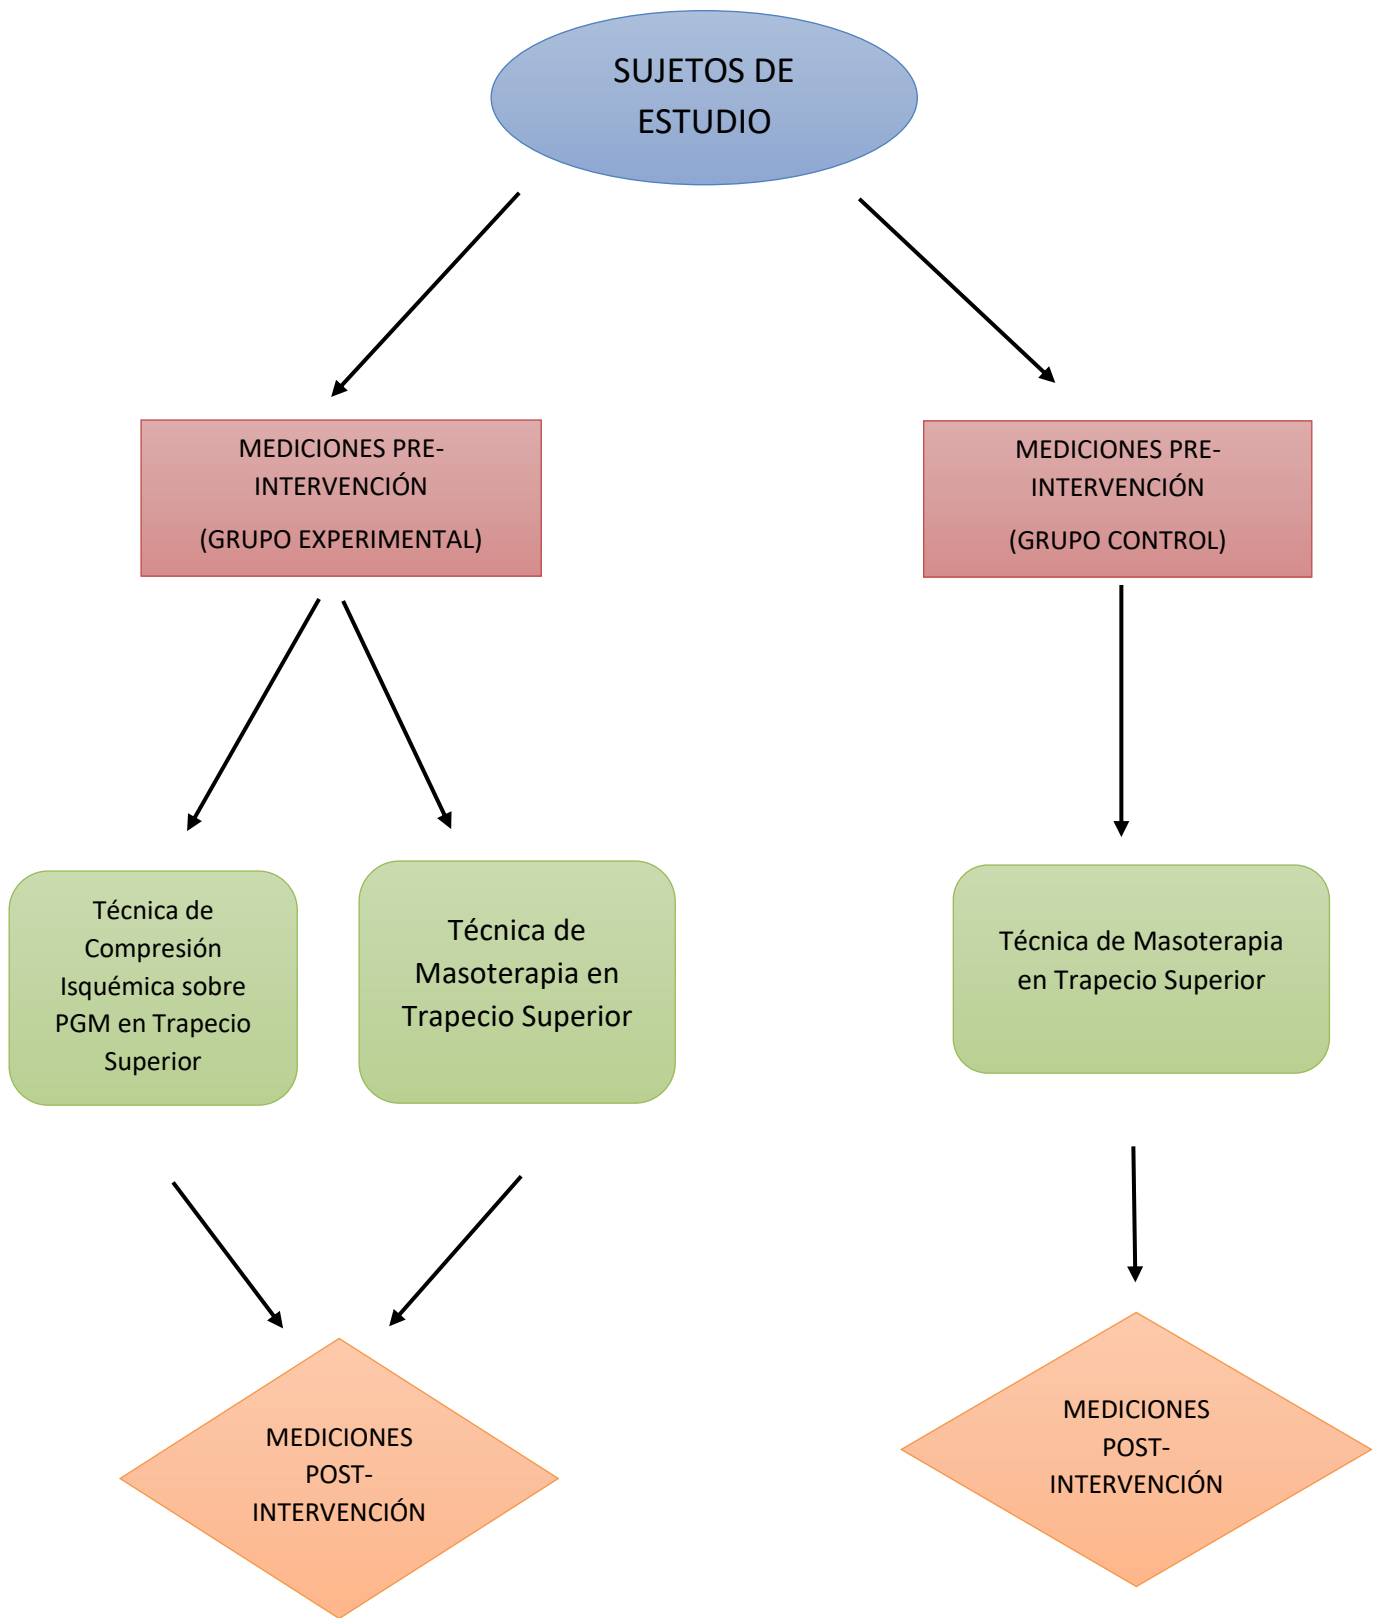 SUJETOS DE
ESTUDIO
MEDICIONES PRE-
INTERVENCIÓN
(GRUPO EXPERIMENTAL)
MEDICIONES PRE-
INTERVENCIÓN
(GRUPO CONTROL)
Técnica de
Compresión
Isquémica sobre
PGM en Trapecio
Superior
Técnica de
Masoterapia en
Trapecio Superior
Técnica de Masoterapia
en Trapecio Superior
MEDICIONES
POST-
INTERVENCIÓN
MEDICIONES
POST-
INTERVENCIÓN